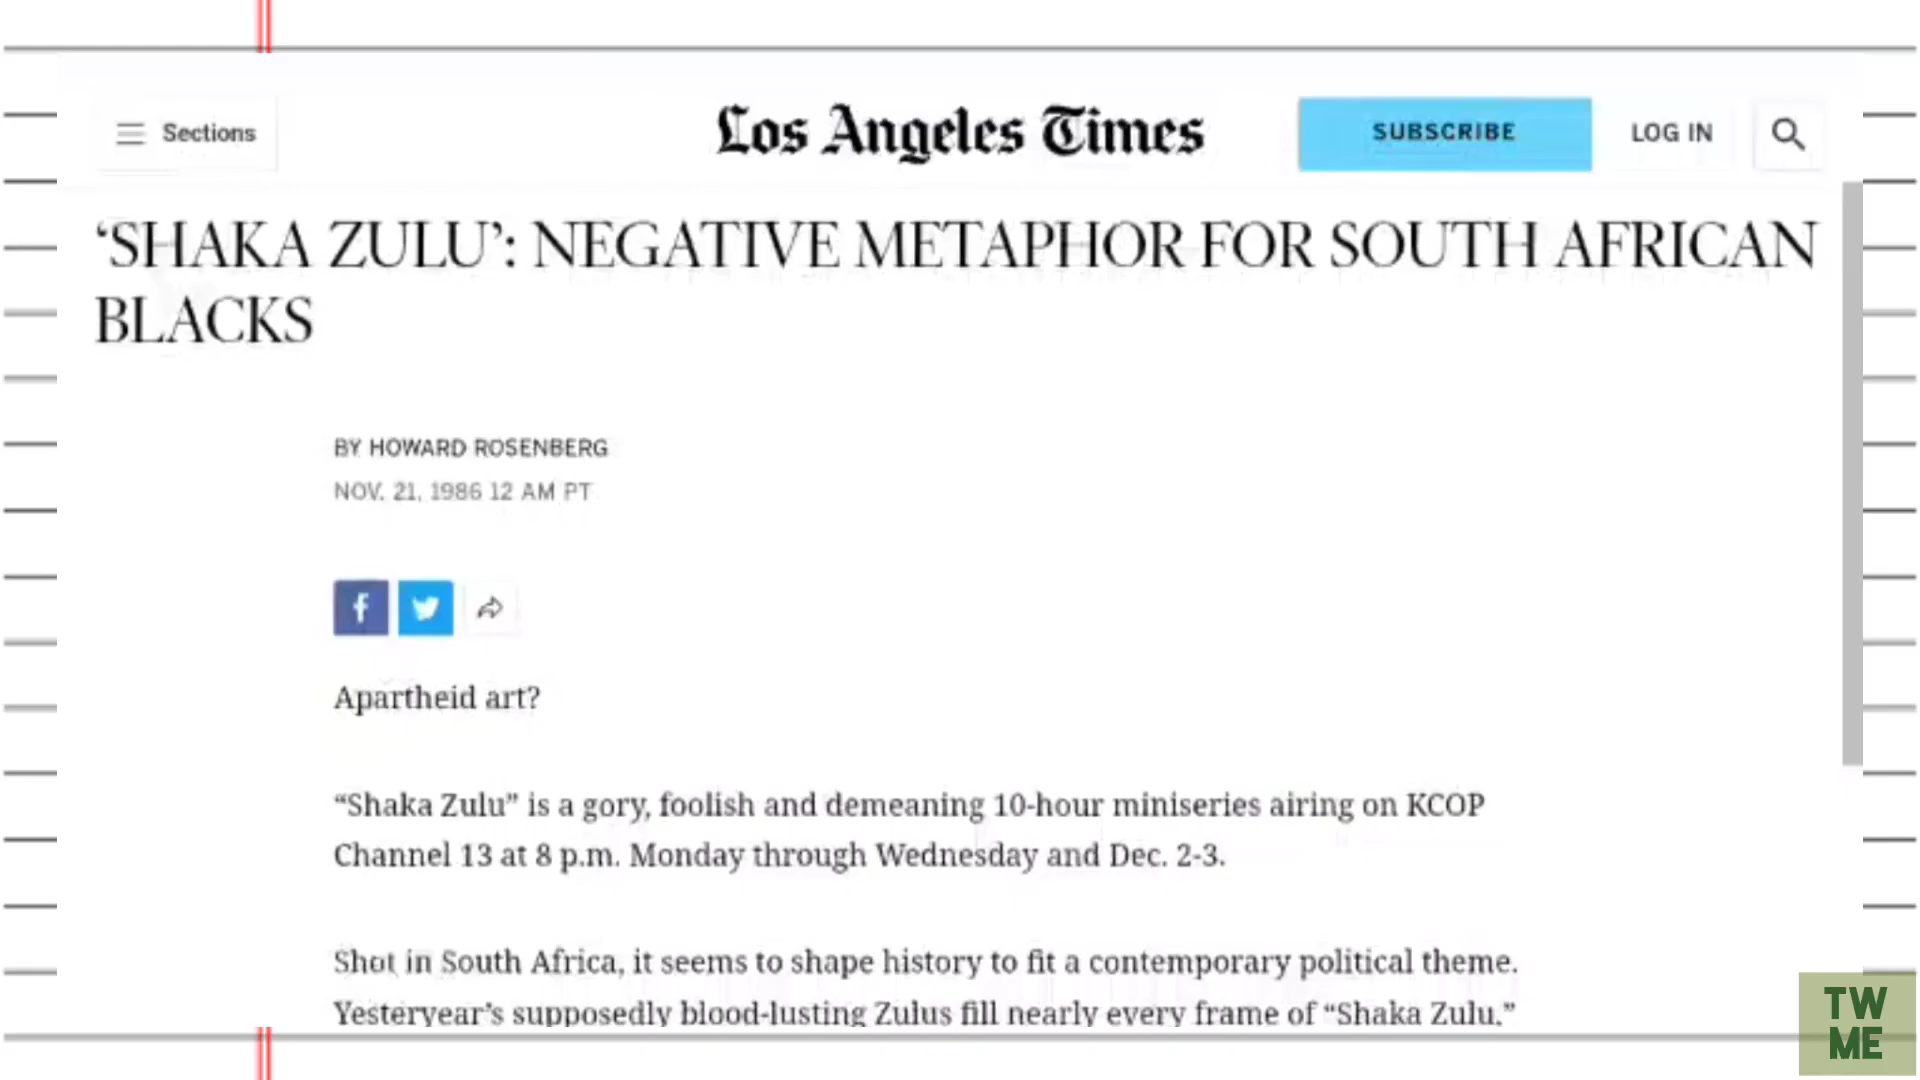 Sections
Los Angeles Times
SUBSCRIBE
LOG IN
‘SHAKA ZULU’: NEGATIVE METAPHOR FOR SOUTH AFRICAN
BLACKS
BY HOWARD ROSENBERG
NOV. 21, 1986 12 AM PT
Apartheid art?
“Shaka Zulu” is a gory, foolish and demeaning 10-hour miniseries airing on KCOP
Channel 13 at 8 p.m. Monday through Wednesday and Dec. 2-3.
Shot in South Africa, it seems to shape history to fit a contemporary political theme.
Yesteryear’s supposedly blood-lusting Zulus fill nearly every frame of “Shaka Zulu.”
TW
ME